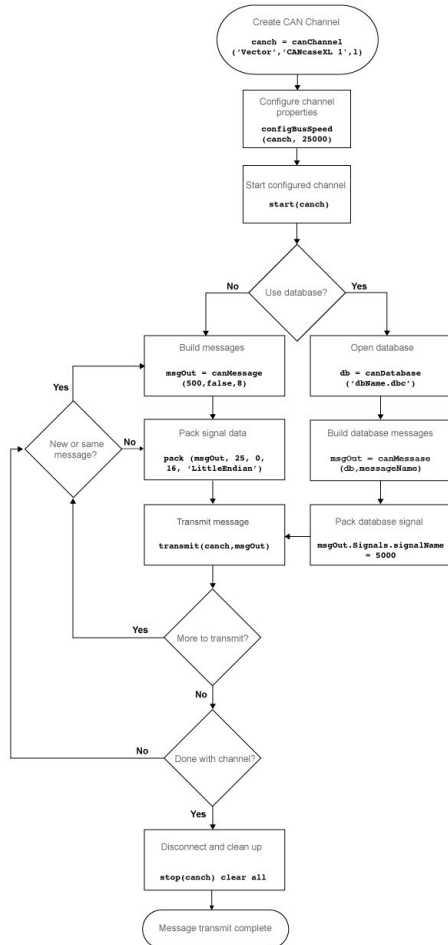 Create CAN Channel
canch = canChannel
('Vector','CANcaseXL 1',1)
Configure channel
properties
configBusSpeed
(canch, 25000)
Start configured channel
start(canch)
Use database?
No
Yes
Build messages
msgOut = canMessage
(500,false,8)
Open database
db = canDatabase
('dbName.dbc')
Yes
New or same
message?
No
Pack signal data
pack (msgOut, 25, 0,
16, 'LittleEndian')
Build database messages
msgOut = canMessase
(db,messageName)
Transmit message
transmit(canch,msgOut)
Pack database signal
msgOut.Signals.signalName
= 5000
Yes
More to transmit?
No
No
Done with channel?
Yes
Disconnect and clean up
stop(canch) clear all
Message transmit complete